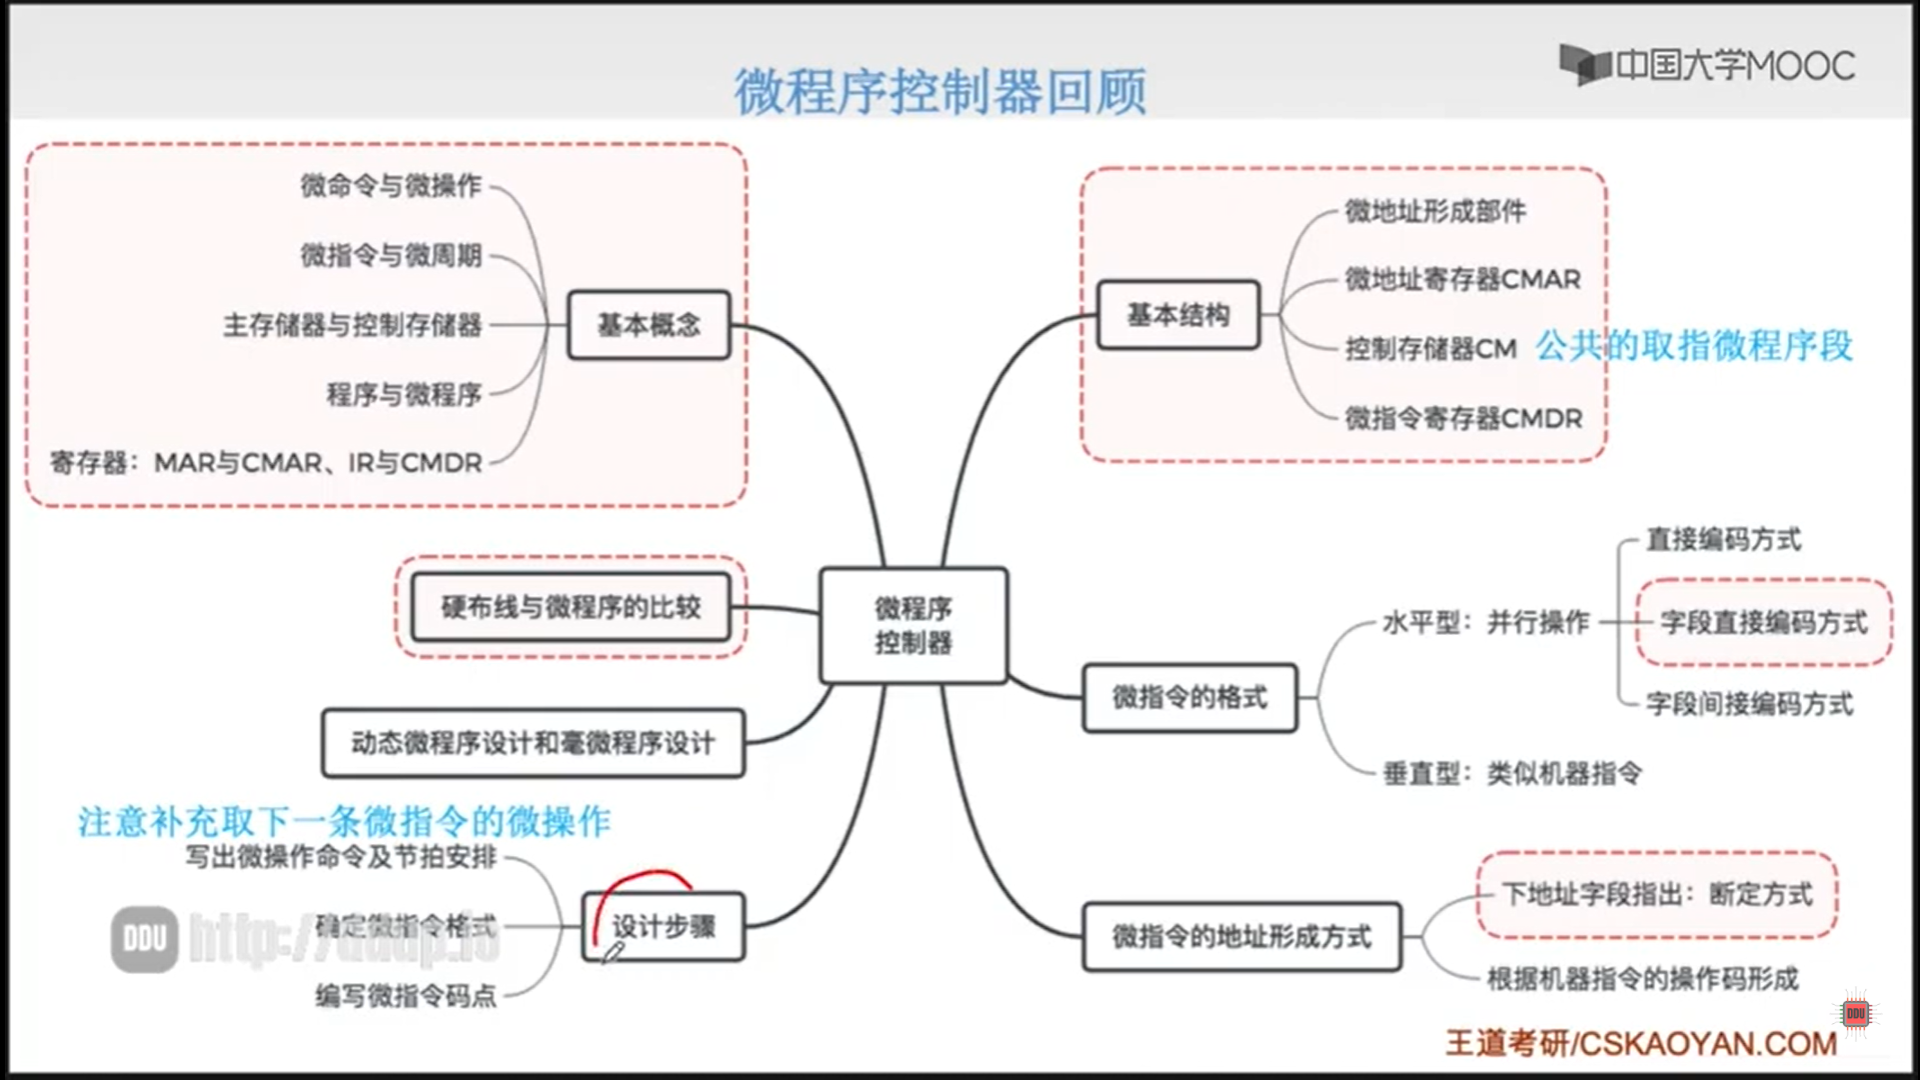 中国大学MOOC
微程序控制器回顾
微命令与微操作
微指令与微周期
主存储器与控制存储器
程序与微程序
寄存器：MAR与CMAR、IR与CMDR
基本概念
微地址形成部件
微地址寄存器CMAR
控制存储器CM
微指令寄存器CMDR
基本结构
公共的取指微程序段
硬布线与微程序的比较
微程序
控制器
动态微程序设计和毫微程序设计
注意补充取下一条微指令的微操作
写出微操作命令及节拍安排
确定微指令格式
编写微指令码点
设计步骤
微指令的格式
水平型：并行操作
直接编码方式
字段直接编码方式
字段间接编码方式
垂直型：类似机器指令
微指令的地址形成方式
下地址字段指出：断定方式
根据机器指令的操作码形成
DDU
DDU
王道考研/CSKAOYAN.COM